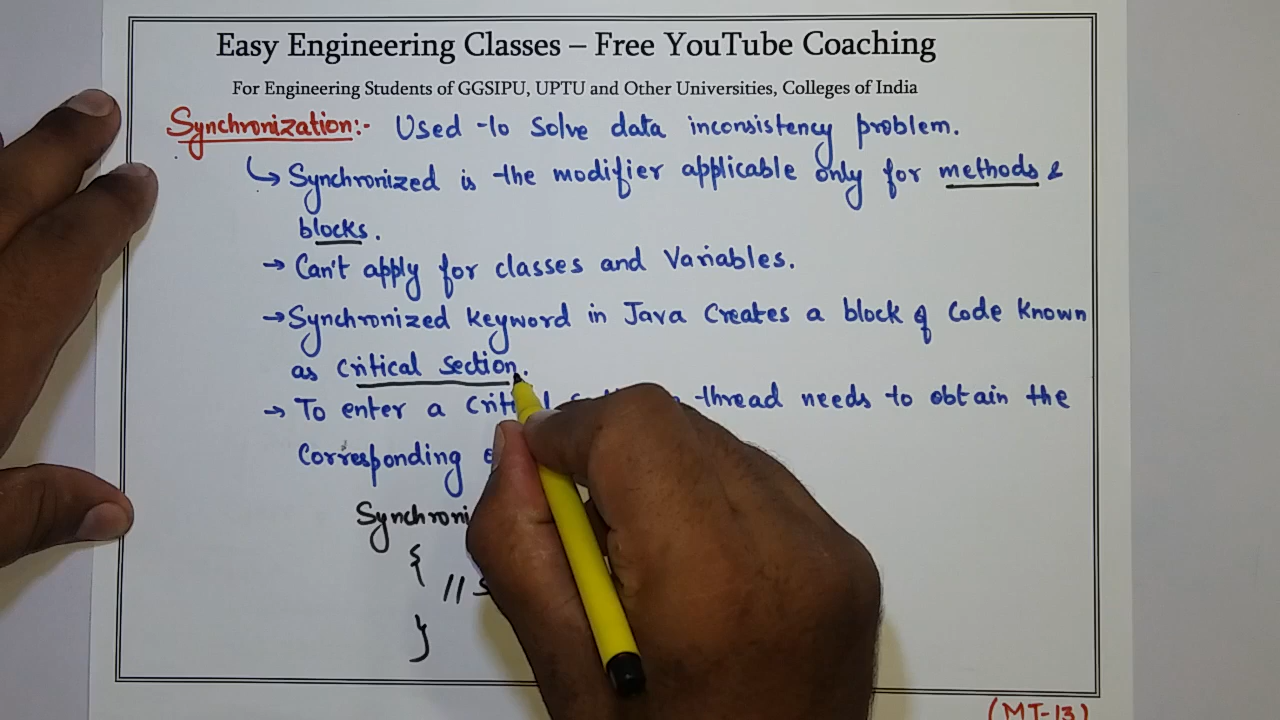 Easy Engineering Classes – Free YouTube Coaching
For Engineering Students of GGSIPU, UPTU and Other Universities, Colleges of India
Synchronization:- Used to solve data inconsistency problem.
↳ Synchronized is the modifier applicable only for methods &
blocks.
→ Can't apply for classes and Variables.
→ Synchronized keyword in Java Creates a block of Code Known
as Critical section.
→ To enter a thread needs to obtain the
Corresponding
{
//
}
(MT-13)